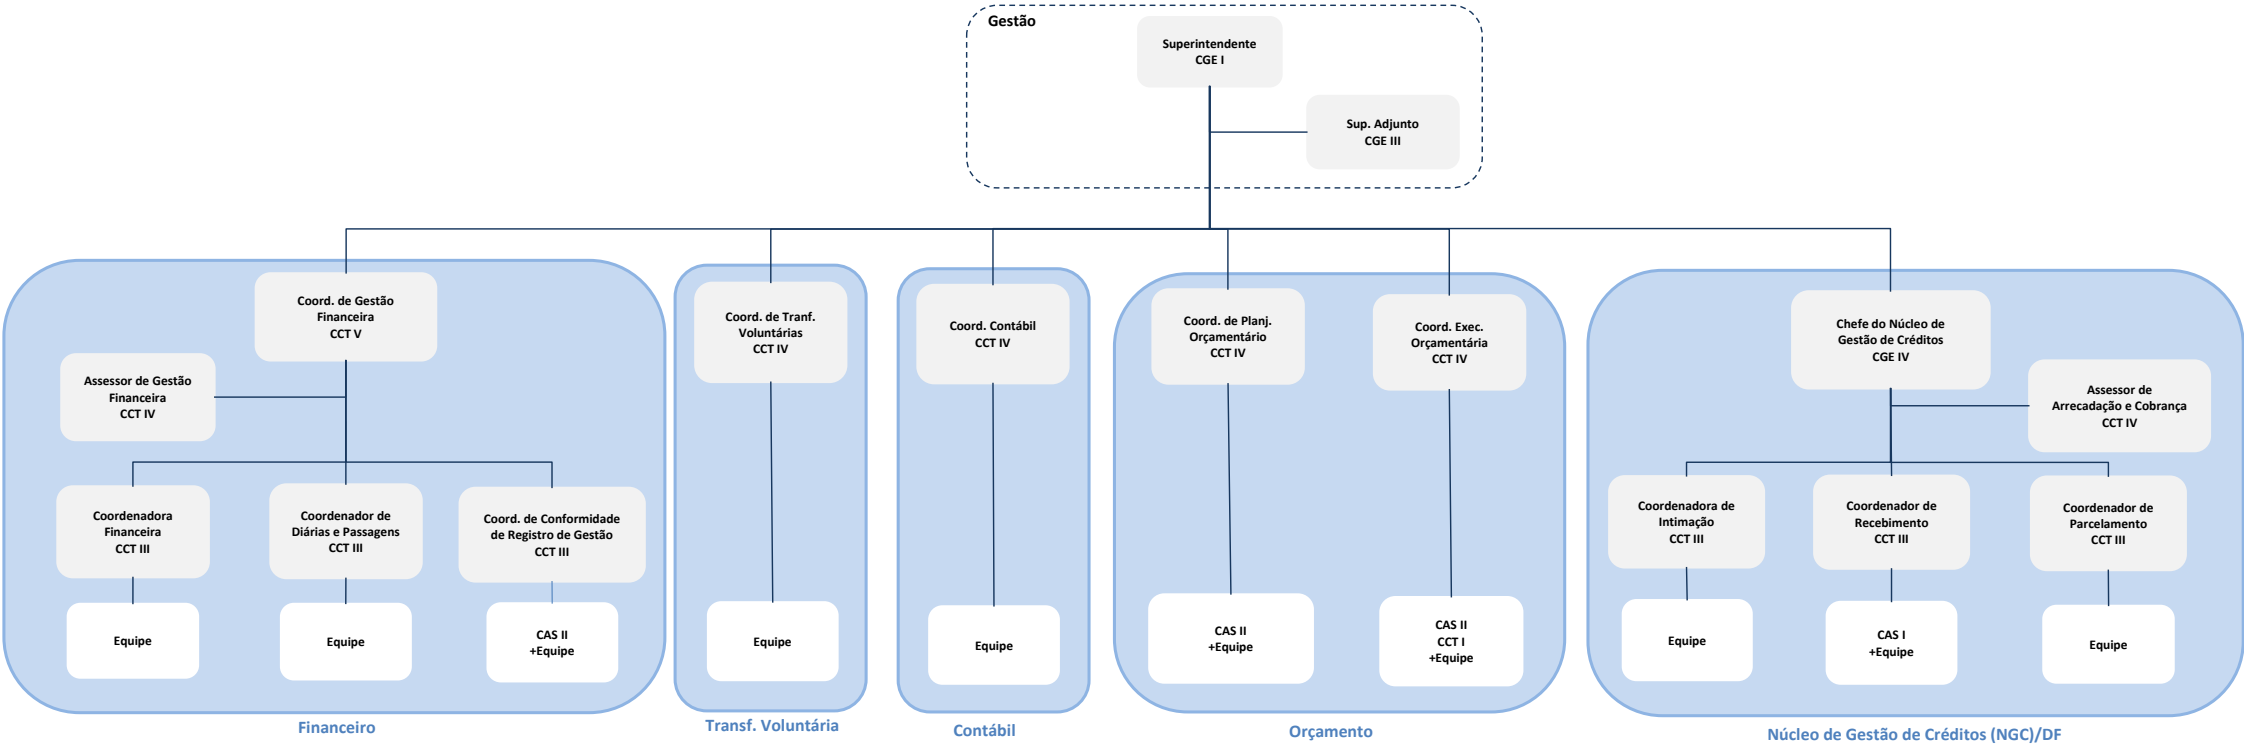 Gestão
Superintendente
CGE I
Sup. Adjunto
CGE III
Coord. de Gestão
Financeira
CCT V
Assessor de Gestão
Financeira
CCT IV
Coordenadora
Financeira
CCT III
Coordenador de
Diárias e Passagens
CCT III
Coord. de Conformidade
de Registro de Gestão
CCT III
Equipe
Equipe
CAS II
+Equipe
Financeiro
Coord. de Tranf.
Voluntárias
CCT IV
Equipe
Transf. Voluntária
Coord. Contábil
CCT IV
Equipe
Contábil
Coord. de Planj.
Orçamentário
CCT IV
Coord. Exec.
Orçamentária
CCT IV
CAS II
+Equipe
CAS II
CCT I
+Equipe
Orçamento
Chefe do Núcleo de
Gestão de Créditos
CGE IV
Assessor de
Arrecadação e Cobrança
CCT IV
Coordenadora de
Intimação
CCT III
Coordenador de
Recebimento
CCT III
Coordenador de
Parcelamento
CCT III
Equipe
CAS I
+Equipe
Equipe
Núcleo de Gestão de Créditos (NGC)/DF